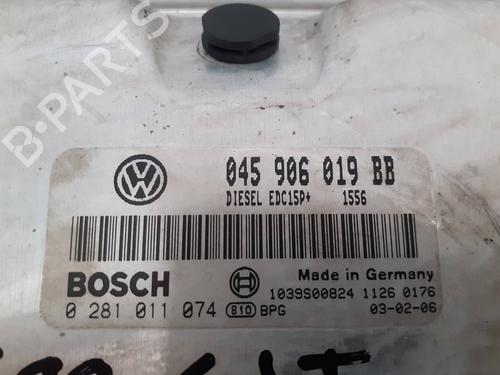 B-PARTS
045 906 019 BB
DIESEL EDC15P+ 1556
BOSCH
Made in Germany
1039S00824 1126 0176
0 281 011 074 810 BPG 03-02-06